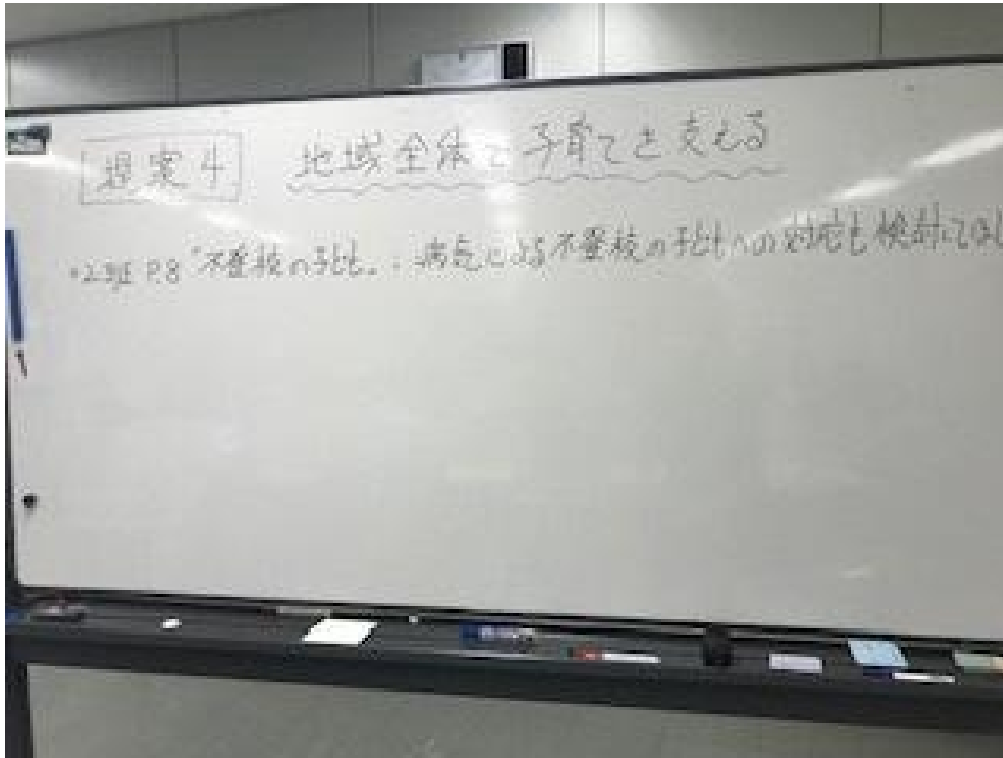 提案4 地域全体で子育てを支える
P.8 "不登校の子ども。: 病気による不登校の子どもへの対応も検討してほし